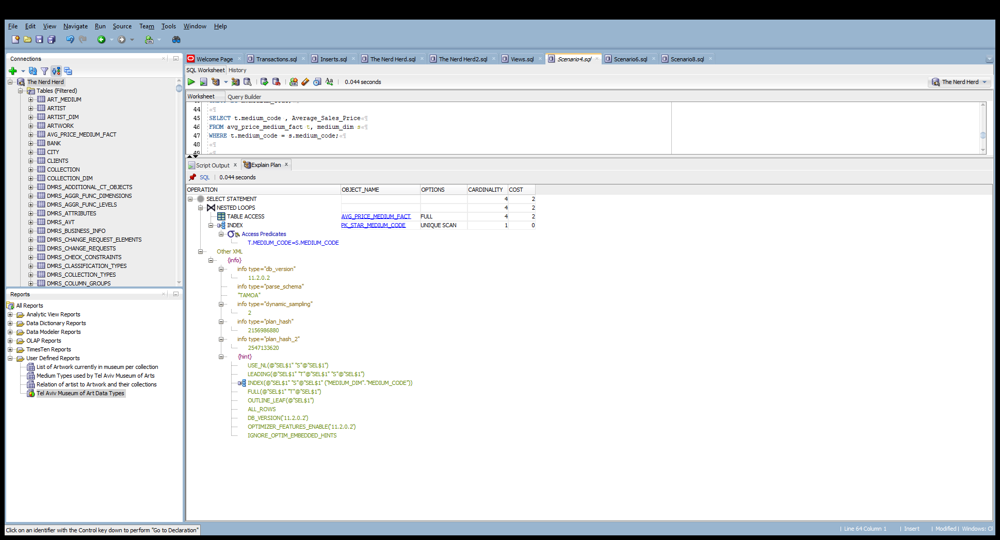 File Edit View Navigate Run Source Team Tools Window Help
Connections
The Nerd Herd
Tables (Filtered)
ART_MEDIUM
ARTIST
ARTIST_DIM
ARTWORK
AVG_PRICE_MEDIUM_FACT
BANK
CITY
CLIENTS
COLLECTION
COLLECTION_DIM
DMRS_ADDITIONAL_CT_OBJECTS
DMRS_AGGR_FUNC_DIMENSIONS
DMRS_AGGR_FUNC_LEVELS
DMRS_ATTRIBUTES
DMRS_AVT
DMRS_BUSINESS_INFO
DMRS_CHANGE_REQUEST_ELEMENTS
DMRS_CHANGE_REQUESTS
DMRS_CHECK_CONSTRAINTS
DMRS_CLASSIFICATION_TYPES
DMRS_COLLECTION_TYPES
DMRS_COLUMN_GROUPS
Reports
All Reports
Analytic View Reports
Data Dictionary Reports
Data Modeler Reports
OLAP Reports
TimesTen Reports
User Defined Reports
List of Artwork currently in museum per collection
Medium Types used by Tel Aviv Museum of Arts
Relation of artist to Artwork and their collections
Tel Aviv Museum of Art Data Types
Welcome Page Transactions.sql Inserts.sql The Nerd Herd.sql The Nerd Herd2.sql Views.sql Scenario4.sql Scenario6.sql Scenario8.sql
SQL Worksheet History
0.044 seconds
The Nerd Herd
Worksheet Query Builder
44
45 SELECT t.medium_code , Average_Sales_Price
46 FROM avg_price_medium_fact t, medium_dim s
47 WHERE t.medium_code = s.medium_code;
48
49
Script Output x Explain Plan x
SQL 0.044 seconds
OPERATION OBJECT_NAME OPTIONS CARDINALITY COST
SELECT STATEMENT 4 2
NESTED LOOPS 4 2
TABLE ACCESS AVG_PRICE_MEDIUM_FACT FULL 4 2
INDEX PK_STAR_MEDIUM_CODE UNIQUE SCAN 1 0
Access Predicates
T.MEDIUM_CODE=S.MEDIUM_CODE
Other XML
{info}
info type="db_version"
11.2.0.2
info type="parse_schema"
"TAMOA"
info type="dynamic_sampling"
2
info type="plan_hash"
2156986880
info type="plan_hash_2"
2547133620
{hint}
USE_NL(@"SEL$1" "S"@"SEL$1")
LEADING(@"SEL$1" "T"@"SEL$1" "S"@"SEL$1")
INDEX(@"SEL$1" "S"@"SEL$1" ("MEDIUM_DIM"."MEDIUM_CODE"))
FULL(@"SEL$1" "T"@"SEL$1")
OUTLINE_LEAF(@"SEL$1")
ALL_ROWS
DB_VERSION('11.2.0.2')
OPTIMIZER_FEATURES_ENABLE('11.2.0.2')
IGNORE_OPTIM_EMBEDDED_HINTS
Click on an identifier with the Control key down to perform "Go to Declaration"
Line 64 Column 1 | Insert | Modified | Windows: